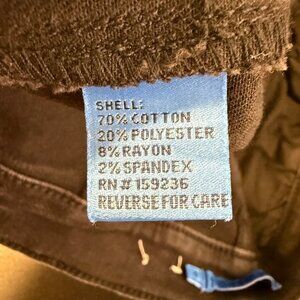 SHELL:
70% COTTON
20% POLYESTER
8% RAYON
2% SPANDEX
RN # 159236
REVERSE FOR CARE